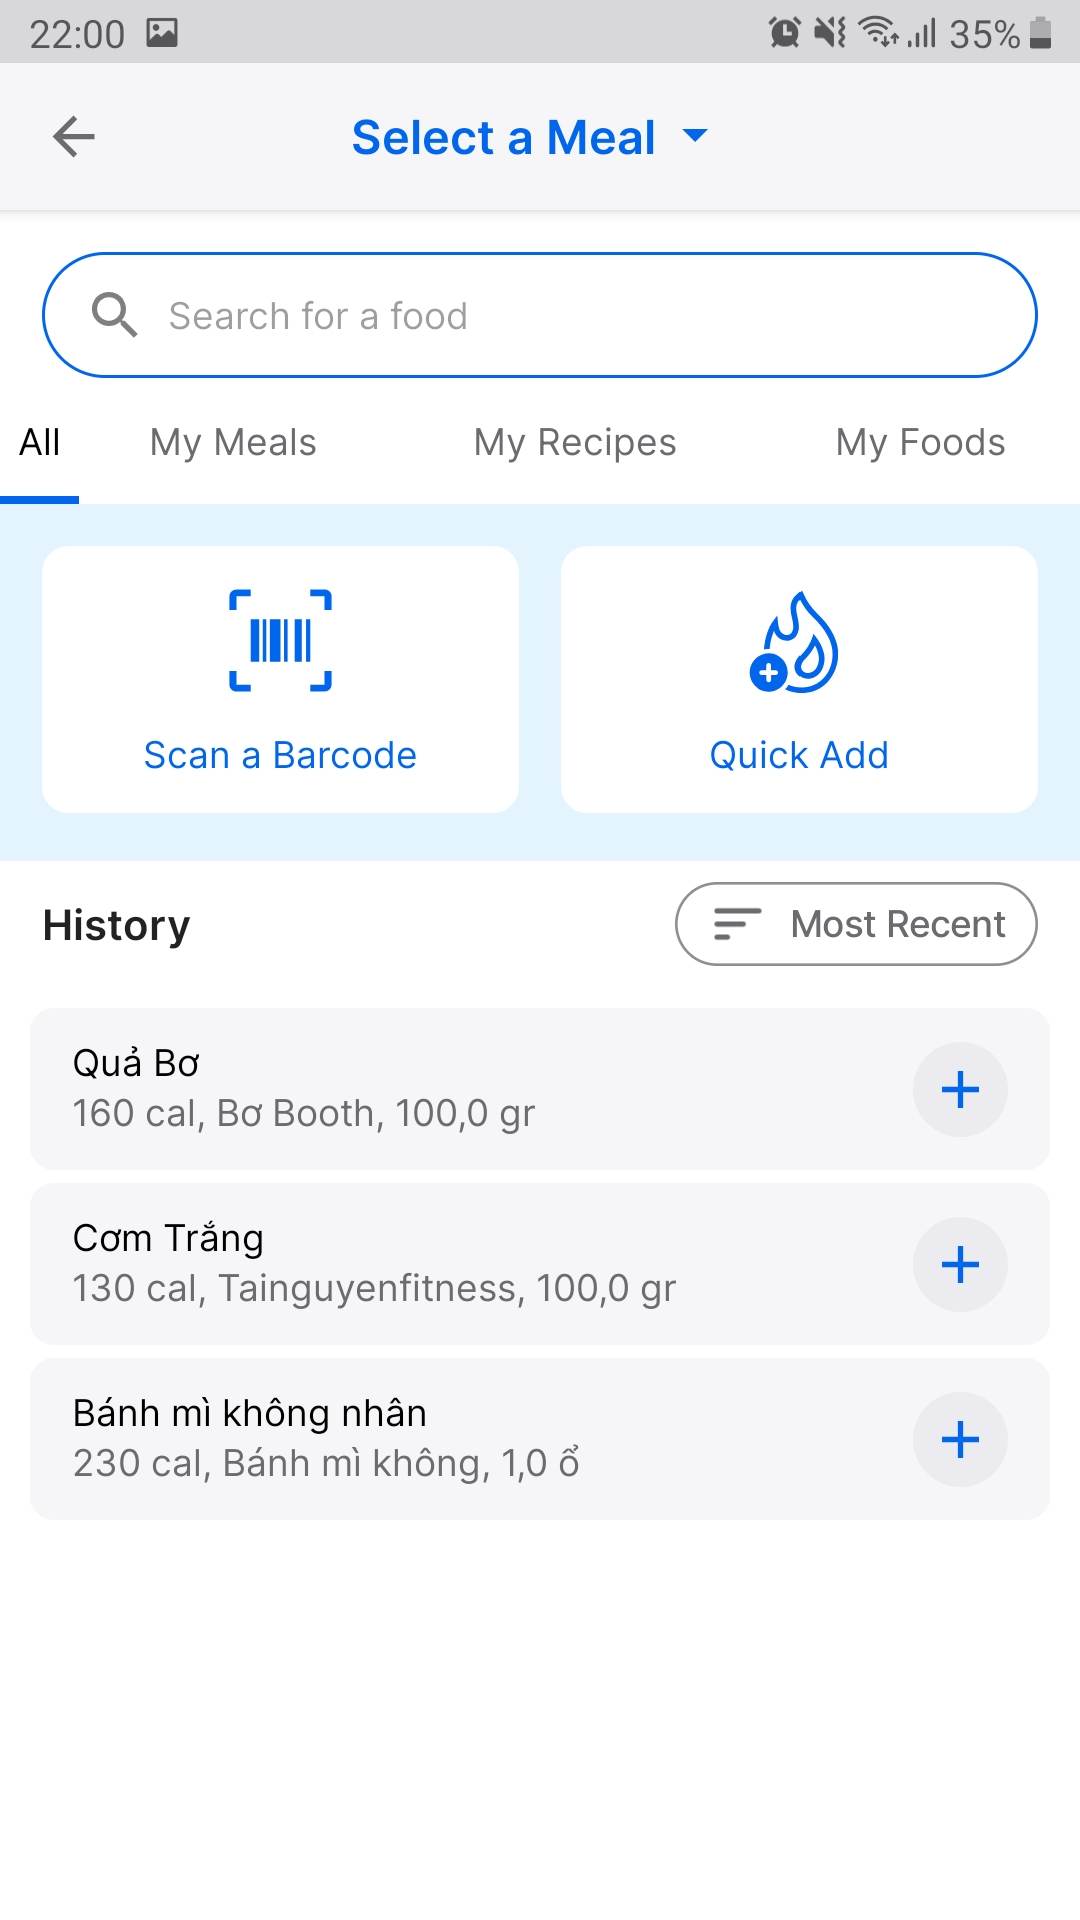 22:00 35%
Select a Meal
Search for a food
All My Meals My Recipes My Foods
Scan a Barcode Quick Add
History Most Recent
Quả Bơ
160 cal, Bơ Booth, 100,0 gr
Cơm Trắng
130 cal, Tainguyenfitness, 100,0 gr
Bánh mì không nhân
230 cal, Bánh mì không, 1,0 ổ